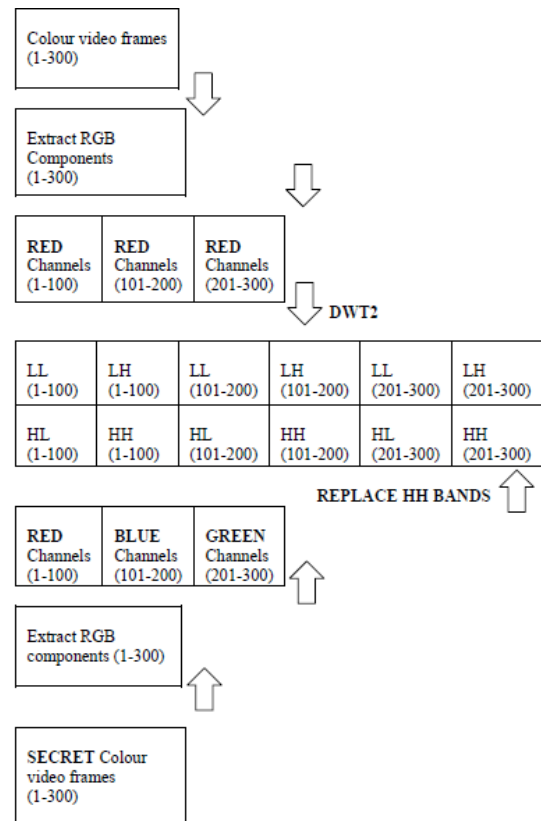 Colour video frames
(1-300)
Extract RGB
Components
(1-300)
RED
Channels
(1-100)
RED
Channels
(101-200)
RED
Channels
(201-300)
DWT2
LL
(1-100)
LH
(1-100)
LL
(101-200)
LH
(101-200)
LL
(201-300)
LH
(201-300)
HL
(1-100)
HH
(1-100)
HL
(101-200)
HH
(101-200)
HL
(201-300)
HH
(201-300)
REPLACE HH BANDS
RED
Channels
(1-100)
BLUE
Channels
(101-200)
GREEN
Channels
(201-300)
Extract RGB
components (1-300)
SECRET Colour
video frames
(1-300)